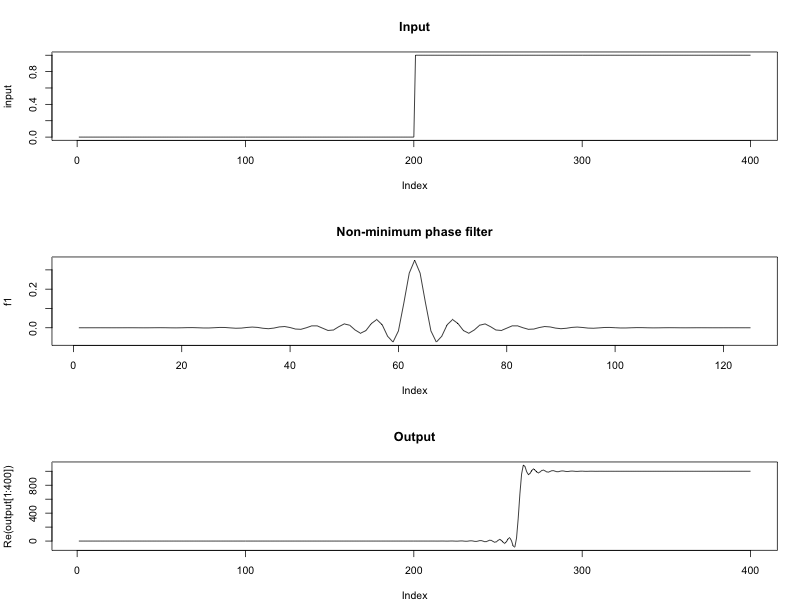 Input
input
0.0 0.4 0.8
0 100 200 300 400
Index
Non-minimum phase filter
f1
0.0 0.2
0 20 40 60 80 100 120
Index
Output
Re(output[1:400])
0 400 800
0 100 200 300 400
Index